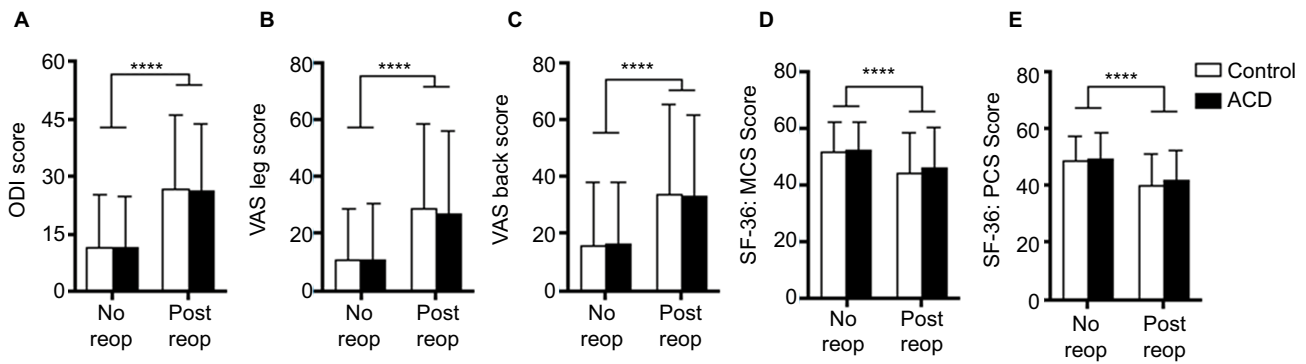 A
ODI score
60
45
30
15
0
****
No
reop
Post
reop
B
VAS leg score
80
60
40
20
0
****
No
reop
Post
reop
C
VAS back score
80
60
40
20
0
****
No
reop
Post
reop
D
SF-36: MCS Score
80
60
40
20
0
****
No
reop
Post
reop
E
SF-36: PCS Score
80
60
40
20
0
****
No
reop
Post
reop
Control
ACD